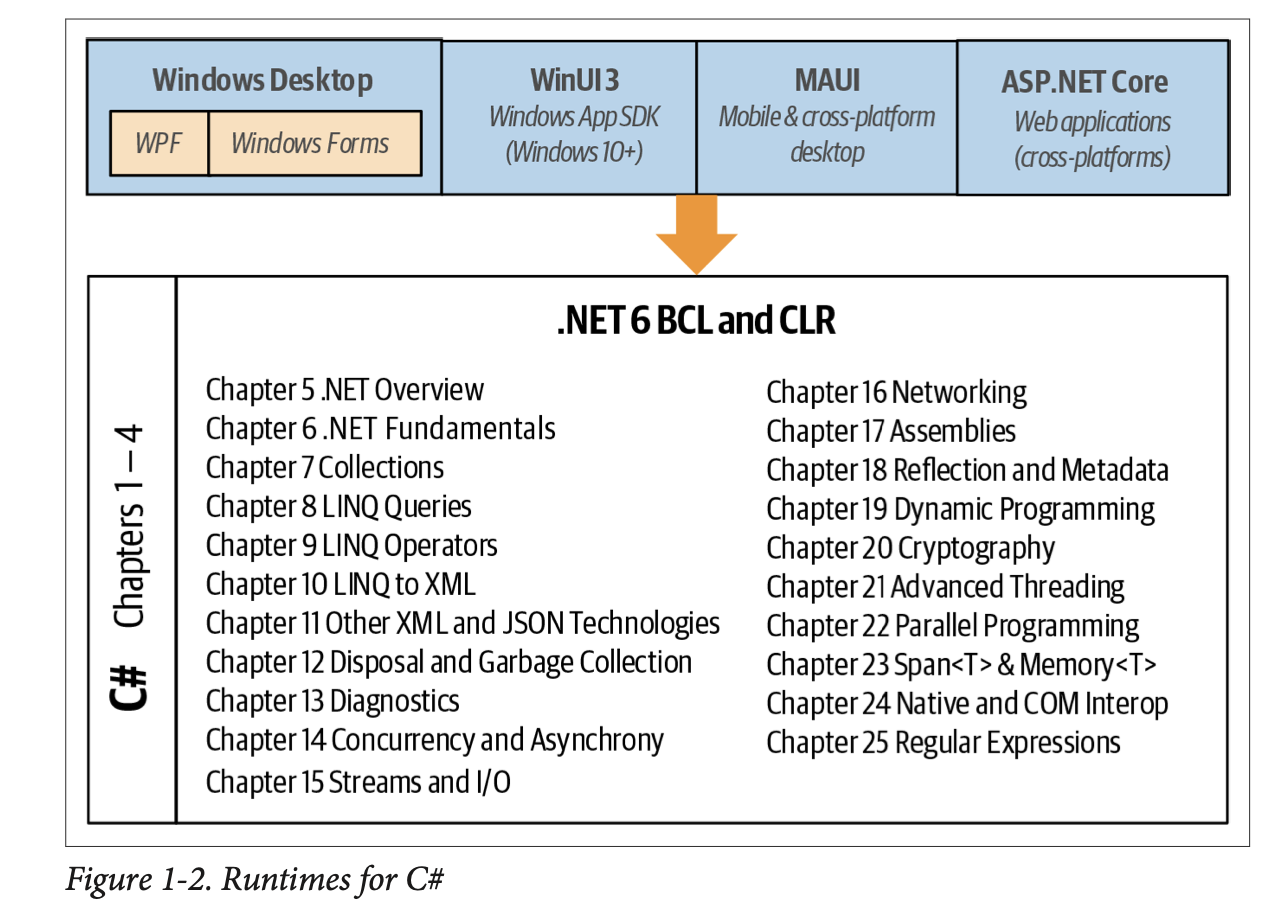 Windows Desktop
WPF
Windows Forms
WinUI 3
Windows App SDK
(Windows 10+)
MAUI
Mobile & cross-platform
desktop
ASP.NET Core
Web applications
(cross-platforms)
C# Chapters 1 – 4
.NET 6 BCL and CLR
Chapter 5 .NET Overview
Chapter 6 .NET Fundamentals
Chapter 7 Collections
Chapter 8 LINQ Queries
Chapter 9 LINQ Operators
Chapter 10 LINQ to XML
Chapter 11 Other XML and JSON Technologies
Chapter 12 Disposal and Garbage Collection
Chapter 13 Diagnostics
Chapter 14 Concurrency and Asynchrony
Chapter 15 Streams and I/O
Chapter 16 Networking
Chapter 17 Assemblies
Chapter 18 Reflection and Metadata
Chapter 19 Dynamic Programming
Chapter 20 Cryptography
Chapter 21 Advanced Threading
Chapter 22 Parallel Programming
Chapter 23 Span<T> & Memory<T>
Chapter 24 Native and COM Interop
Chapter 25 Regular Expressions
Figure 1-2. Runtimes for C#